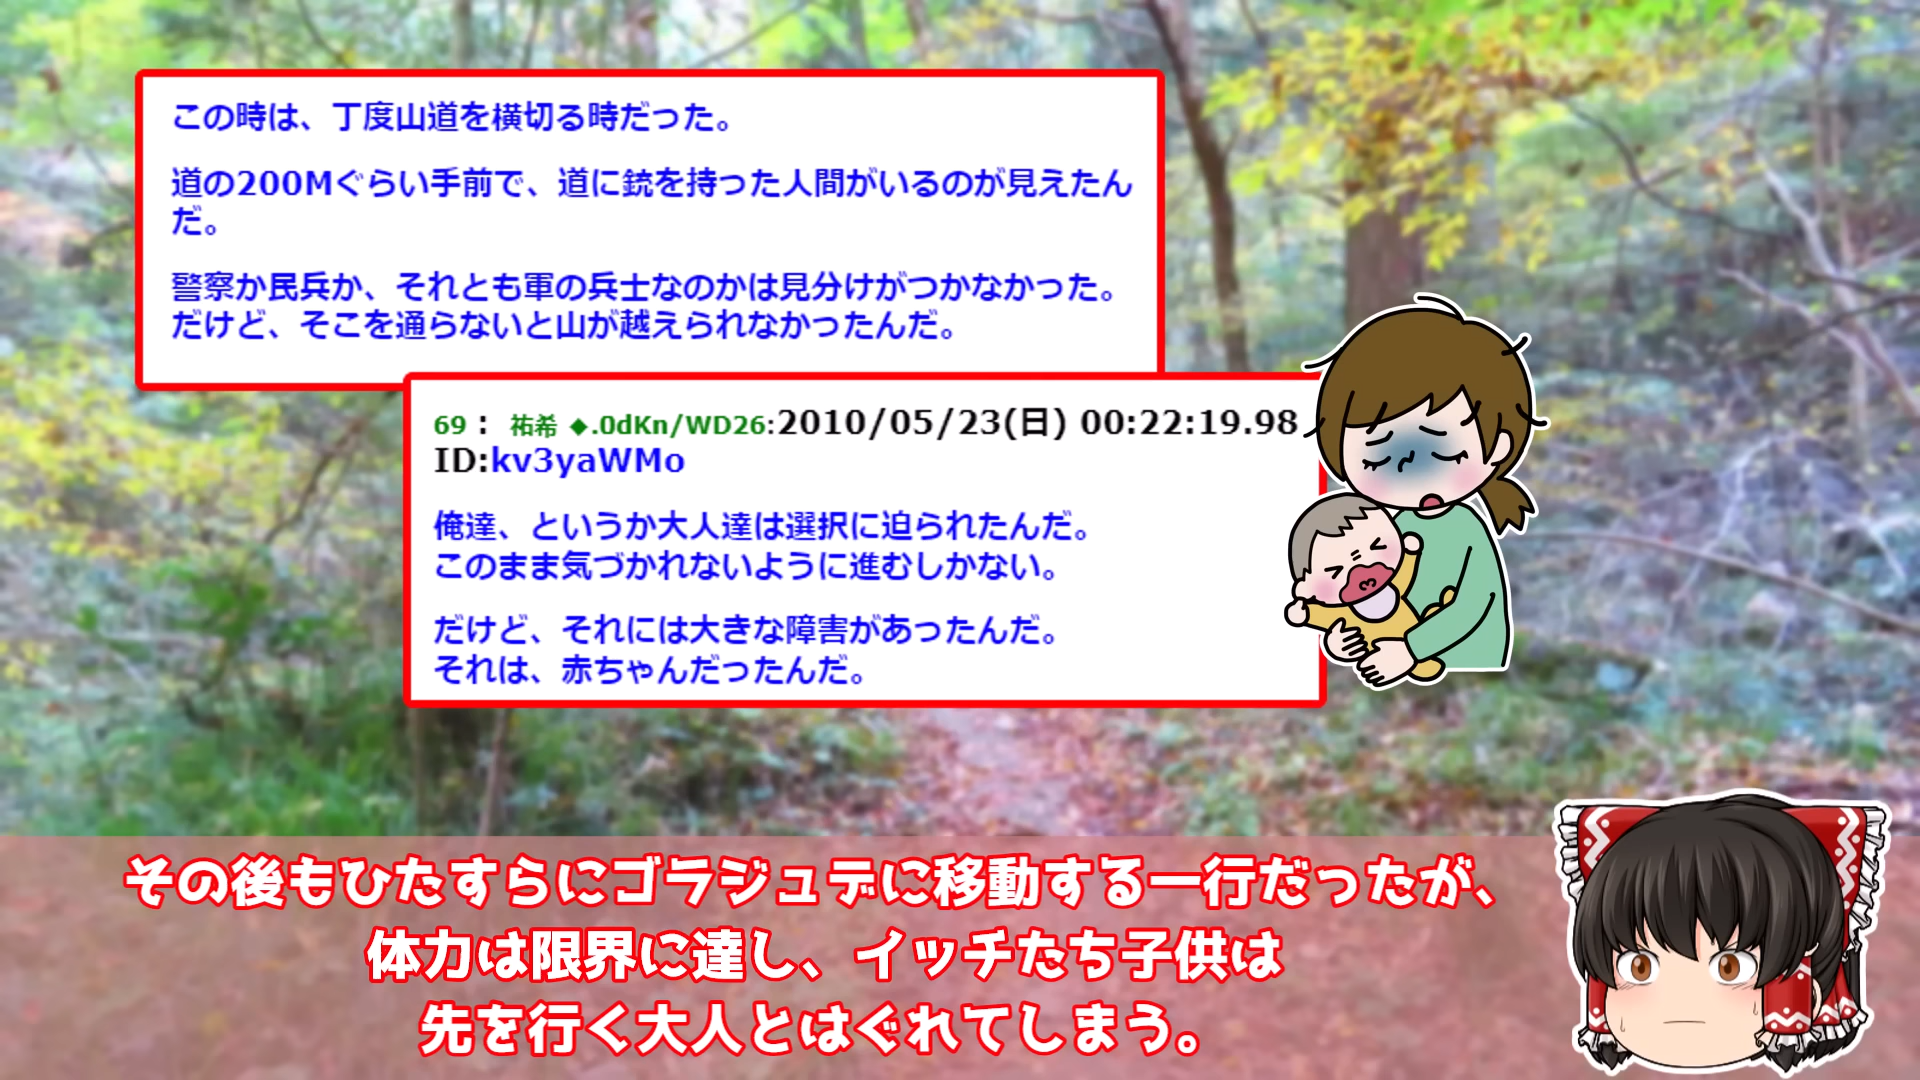 この時は、丁度山道を横切る時だった。
道の200Mぐらい手前で、道に銃を持った人間がいるのが見えたん
だ。
警察か民兵か、それとも軍の兵士なのかは見分けがつかなかった。
だけど、そこを通らないと山が越えられなかったんだ。
69 : 祐希 ◆.0dKn/WD26:2010/05/23(日) 00:22:19.98
ID:kv3yaWMo
俺達、というか大人達は選択に迫られたんだ。
このまま気づかれないように進むしかない。
だけど、それには大きな障害があったんだ。
それは、赤ちゃんだったんだ。
その後もひたすらにゴラジュデに移動する一行だったが、
体力は限界に達し、イッチたち子供は
先を行く大人とはぐれてしまう。